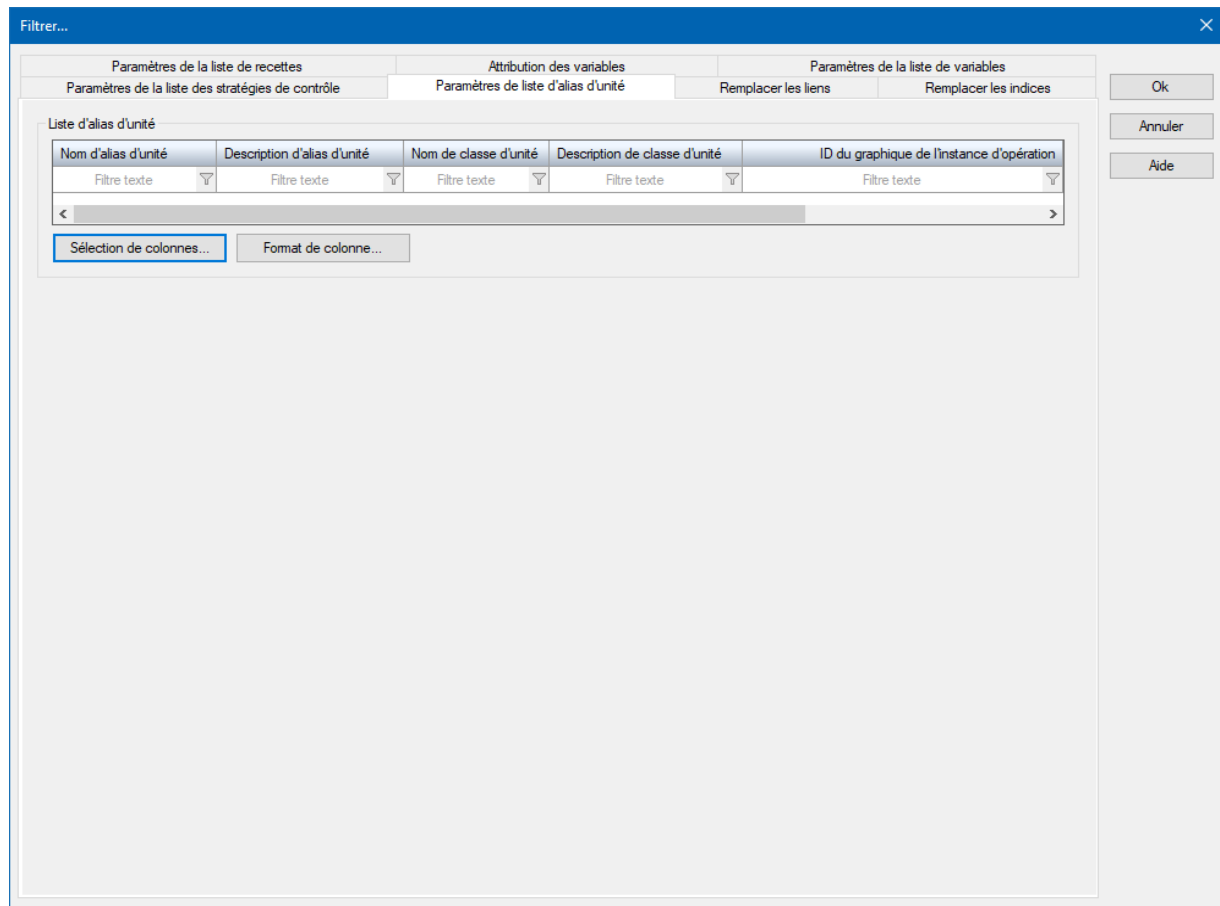 Filtrer...
Paramètres de la liste de recettes Attribution des variables Paramètres de la liste de variables
Paramètres de la liste des stratégies de contrôle Paramètres de liste d'alias d'unité Remplacer les liens Remplacer les indices
Ok
Annuler
Aide
Liste d'alias d'unité
Nom d'alias d'unité Description d'alias d'unité Nom de classe d'unité Description de classe d'unité ID du graphique de l'instance d'opération
Filtre texte Filtre texte Filtre texte Filtre texte Filtre texte
Sélection de colonnes... Format de colonne...